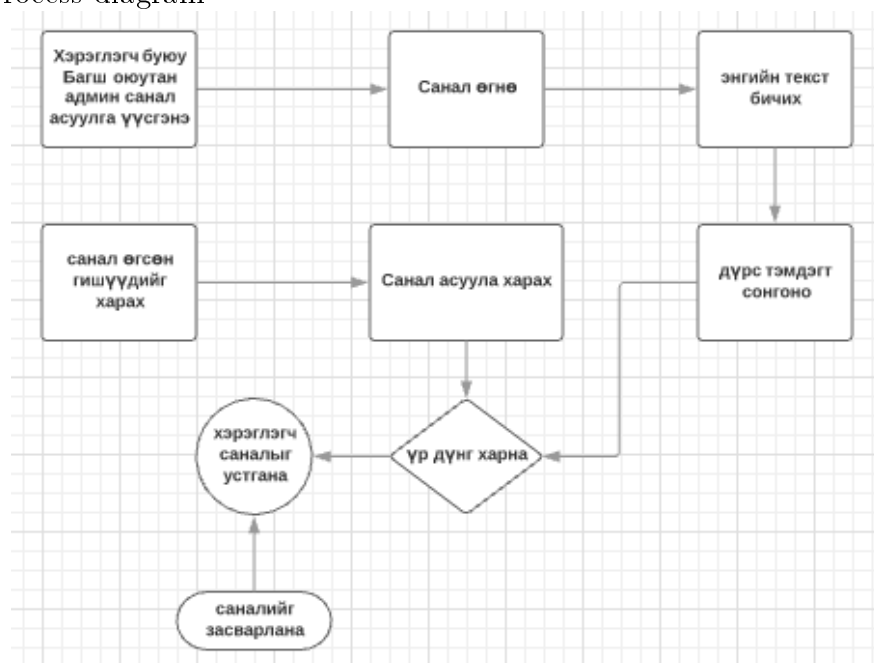 rocess diagram
Хэрэглэгч буюу
Багш оюутан
админ санал
асуулга үүсгэнэ
Санал өгнө
энгийн текст
бичих
санал өгсөн
гишүүдийг
харах
Санал асуула харах
дүрс тэмдэгт
сонгоно
хэрэглэгч
саналыг
устгана
үр дүнг харна
саналийг
засварлана